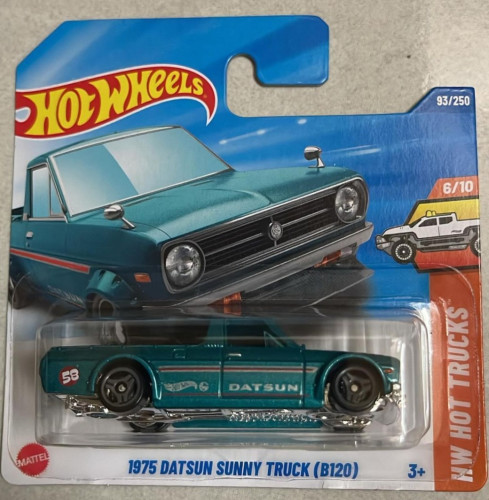 HOT WHEELS
93/250
6/10
HW HOT TRUCKS
58
DATSUN
MATTEL
1975 DATSUN SUNNY TRUCK (B120)
3+